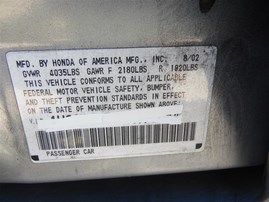 MFD. BY HONDA OF AMERICA MFG., INC. 8/02
GVWR 4035LBS GAWR F 2180LBS R 1920LBS
THIS VEHICLE CONFORMS TO ALL APPLICABLE
FEDERAL MOTOR VEHICLE SAFETY, BUMPER,
AND THEFT PREVENTION STANDARDS IN EFFECT
ON THE DATE OF MANUFACTURE SHOWN ABOVE.
PASSENGER CAR